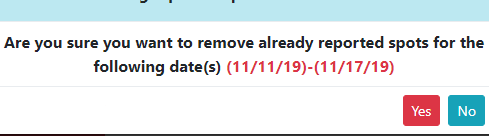 Are you sure you want to remove already reported spots for the
following date(s) (11/11/19)-(11/17/19)
Yes No